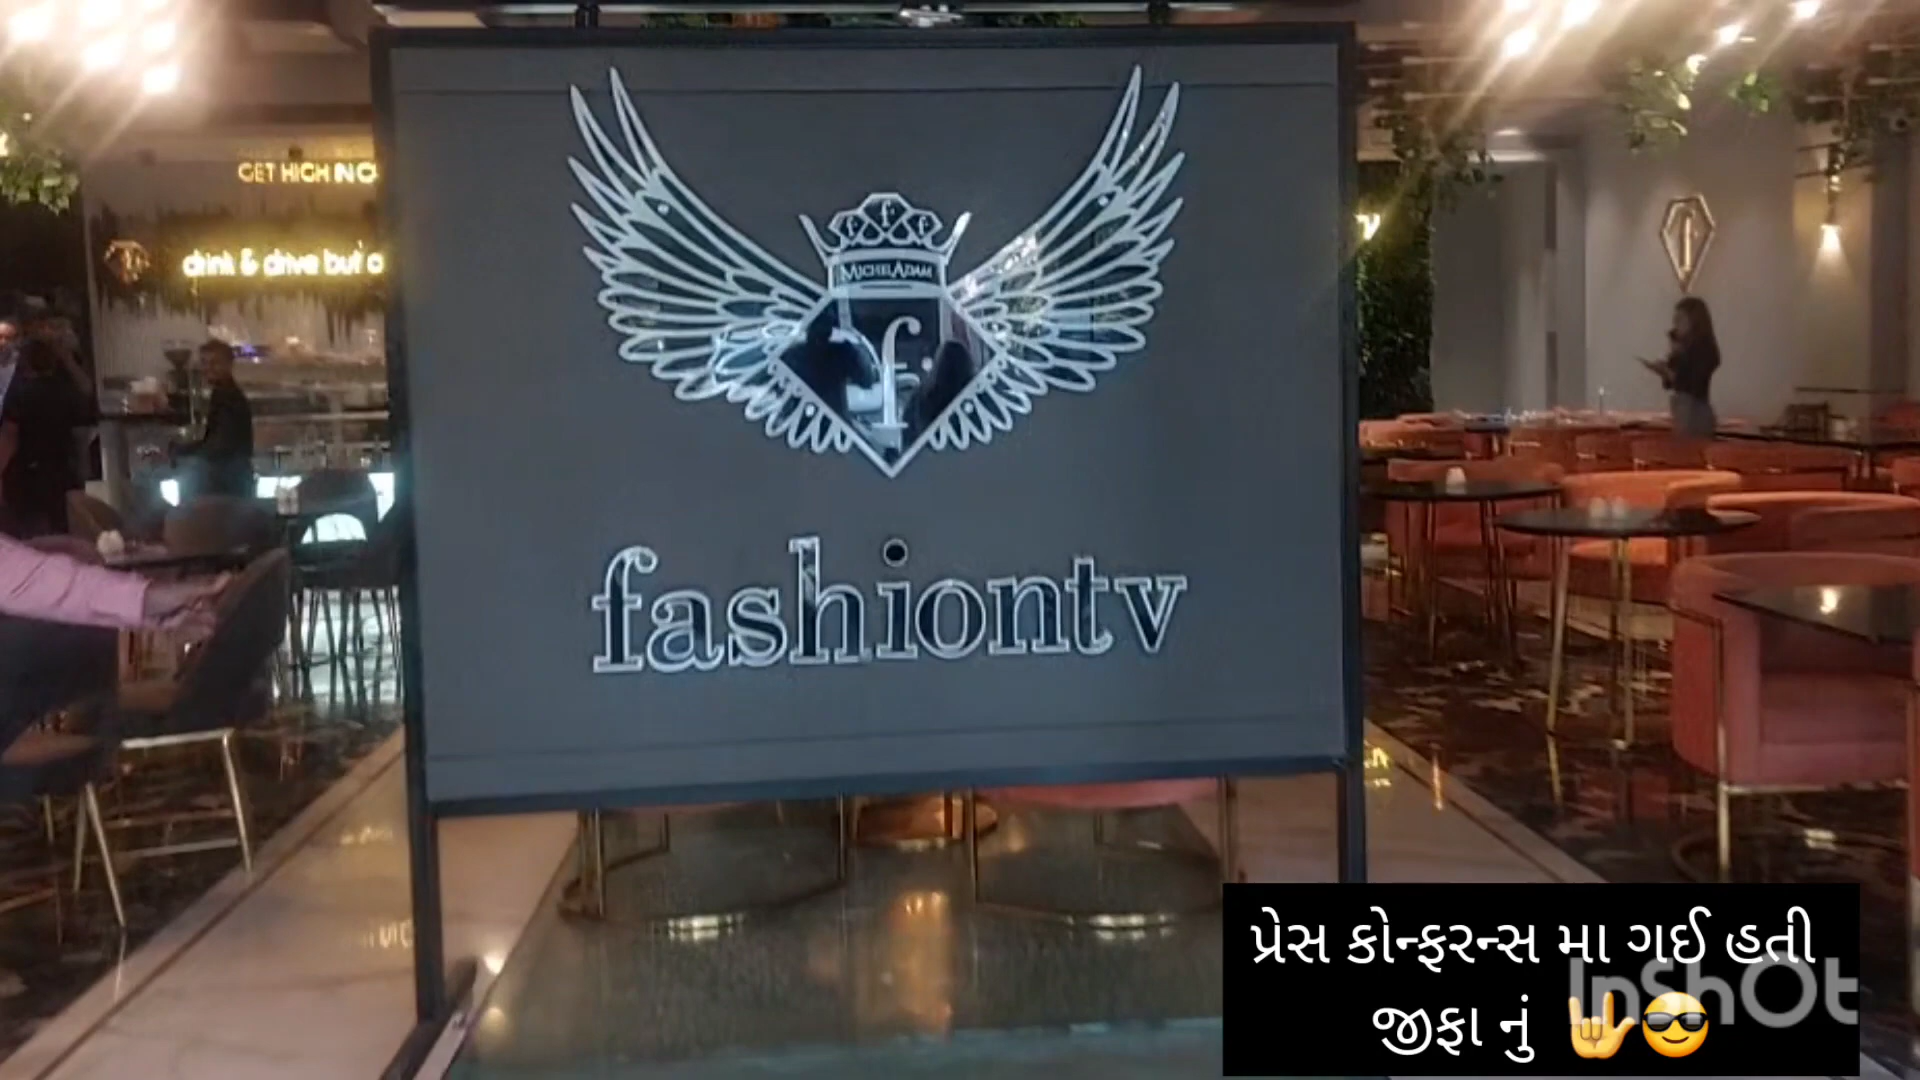 GET HIGH IN
drink & drive but
MICHEL ADAM
f
fashiontv
પ્રેસ કોન્ફરન્સ મા ગઈ હતી
જીફા નું 🤟😎
InShOt